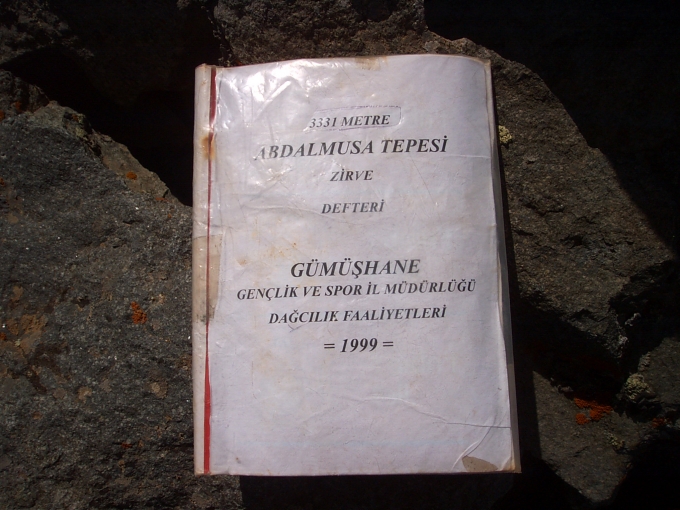 3331 METRE
ABDALMUSA TEPESİ
ZİRVE
DEFTERİ
GÜMÜŞHANE
GENÇLİK VE SPOR İL MÜDÜRLÜĞÜ
DAĞCILIK FAALİYETLERİ
= 1999 =